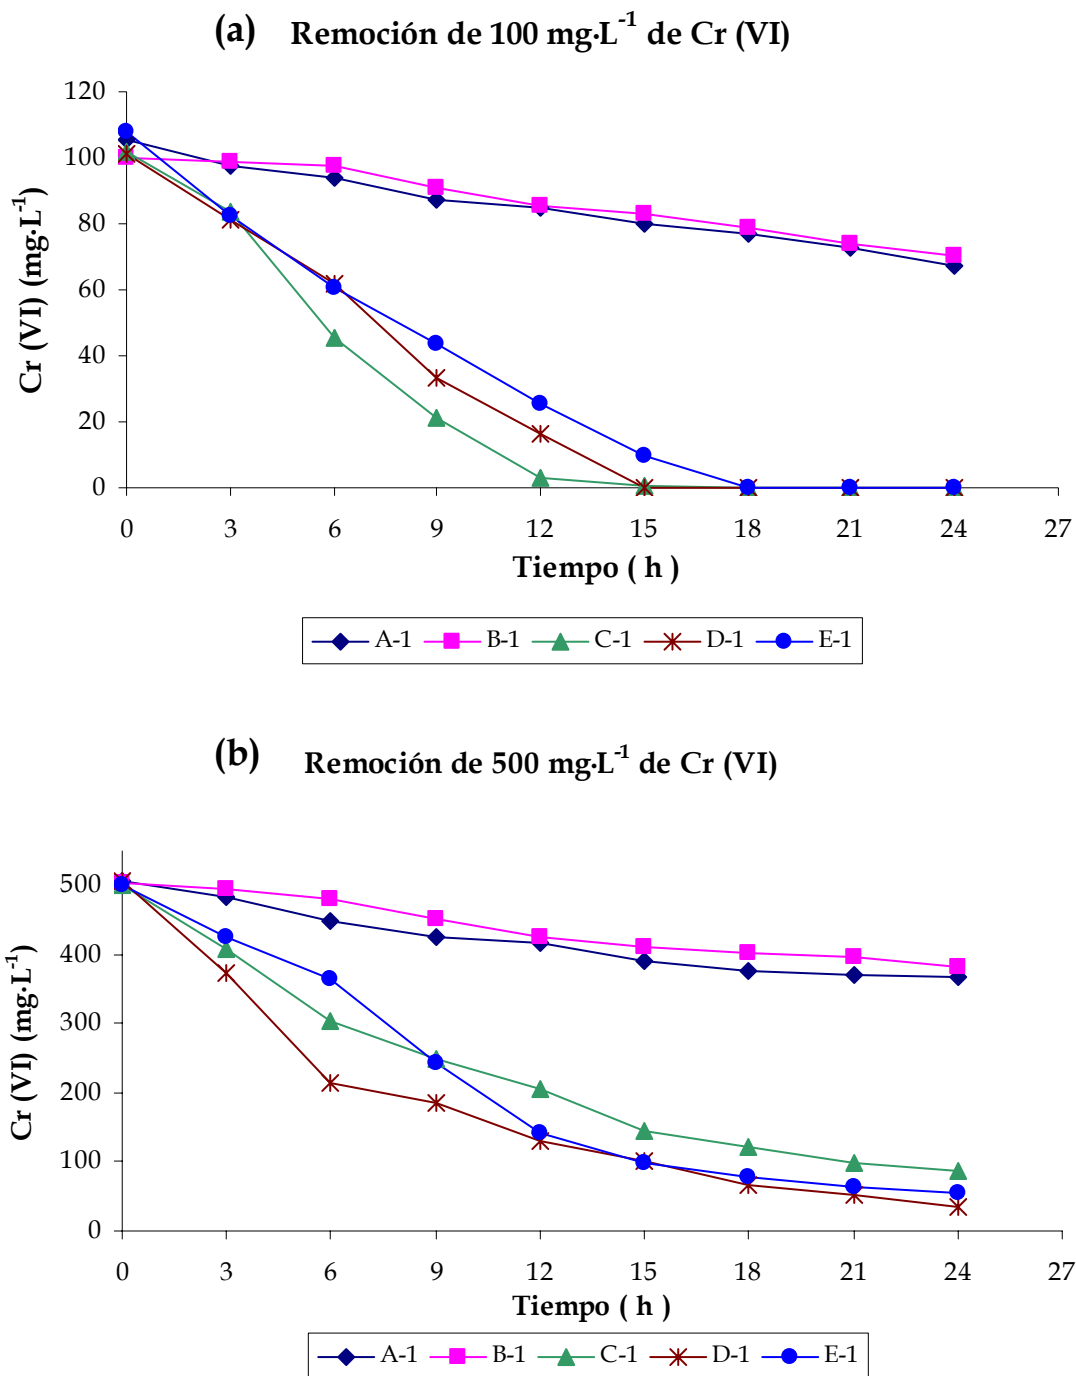 (a) Remoción de 100 mg·L-1 de Cr (VI)
120
100
80
60
40
20
0
Cr (VI) (mg·L-1)
0 3 6 9 12 15 18 21 24 27
Tiempo ( h )
A-1 B-1 C-1 D-1 E-1
(b) Remoción de 500 mg·L-1 de Cr (VI)
500
400
300
200
100
0
Cr (VI) (mg·L-1)
0 3 6 9 12 15 18 21 24 27
Tiempo ( h )
A-1 B-1 C-1 D-1 E-1